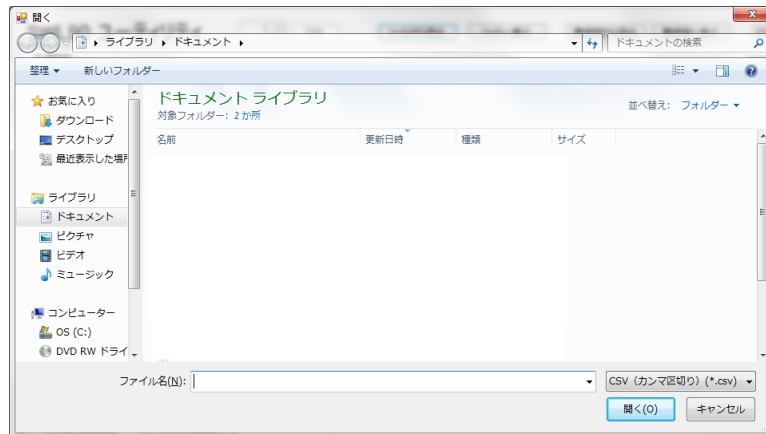 開く
ライブラリ ▸ ドキュメント ▸
ドキュメントの検索
整理 ▼ 新しいフォルダー
お気に入り
ダウンロード
デスクトップ
最近表示した場所
ライブラリ
ドキュメント
ピクチャ
ビデオ
ミュージック
コンピューター
OS (C:)
DVD RW ドライ
ドキュメント ライブラリ
対象フォルダー: 2 か所
並べ替え: フォルダー ▼
名前 更新日時 種類 サイズ
ファイル名(N):
CSV (カンマ区切り) (*.csv)
開く(O) キャンセル